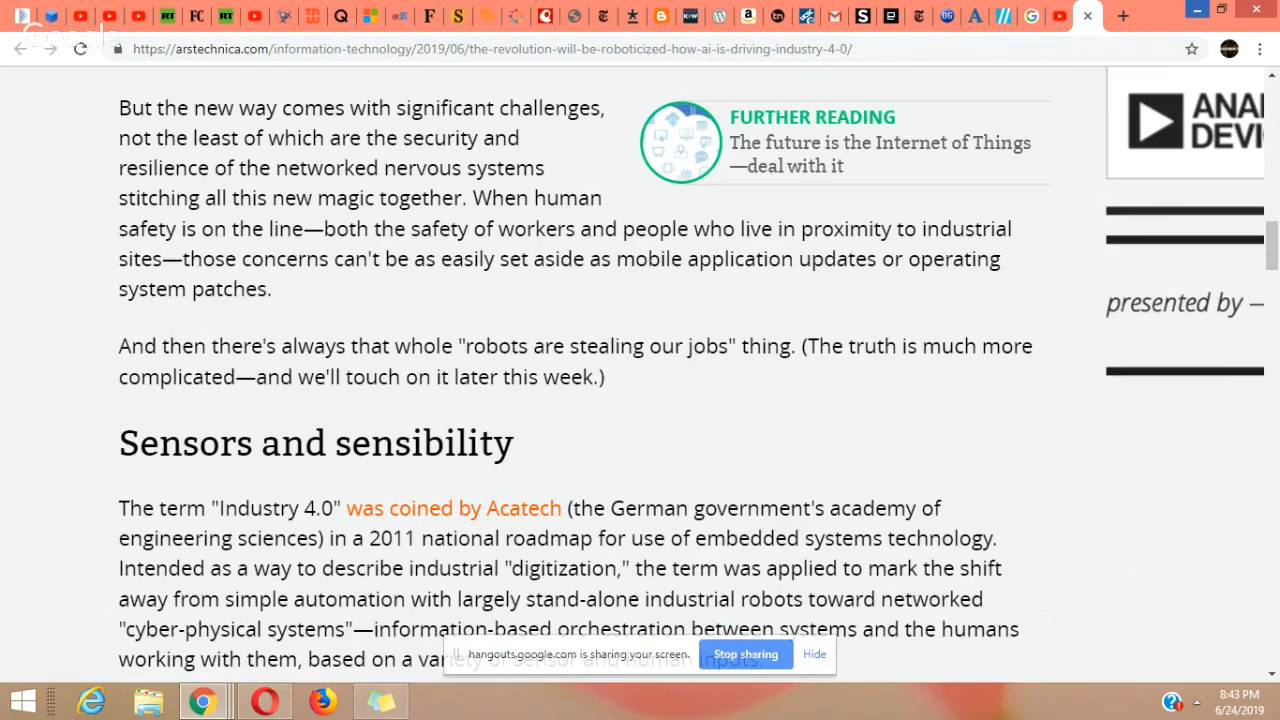 https://arstechnica.com/information-technology/2019/06/the-revolution-will-be-roboticized-how-ai-is-driving-industry-4-0/
But the new way comes with significant challenges,
not the least of which are the security and
resilience of the networked nervous systems
stitching all this new magic together. When human
safety is on the line—both the safety of workers and people who live in proximity to industrial
sites—those concerns can't be as easily set aside as mobile application updates or operating
system patches.
FURTHER READING
The future is the Internet of Things
—deal with it
And then there's always that whole "robots are stealing our jobs" thing. (The truth is much more
complicated—and we'll touch on it later this week.)
Sensors and sensibility
The term "Industry 4.0" was coined by Acatech (the German government's academy of
engineering sciences) in a 2011 national roadmap for use of embedded systems technology.
Intended as a way to describe industrial "digitization," the term was applied to mark the shift
away from simple automation with largely stand-alone industrial robots toward networked
"cyber-physical systems"—information-based orchestration between systems and the humans
working with them, based on a variety of sensor and human inputs.
ANA
DEVI
presented by —
hangouts.google.com is sharing your screen.
Stop sharing
Hide
8:43 PM
6/24/2019